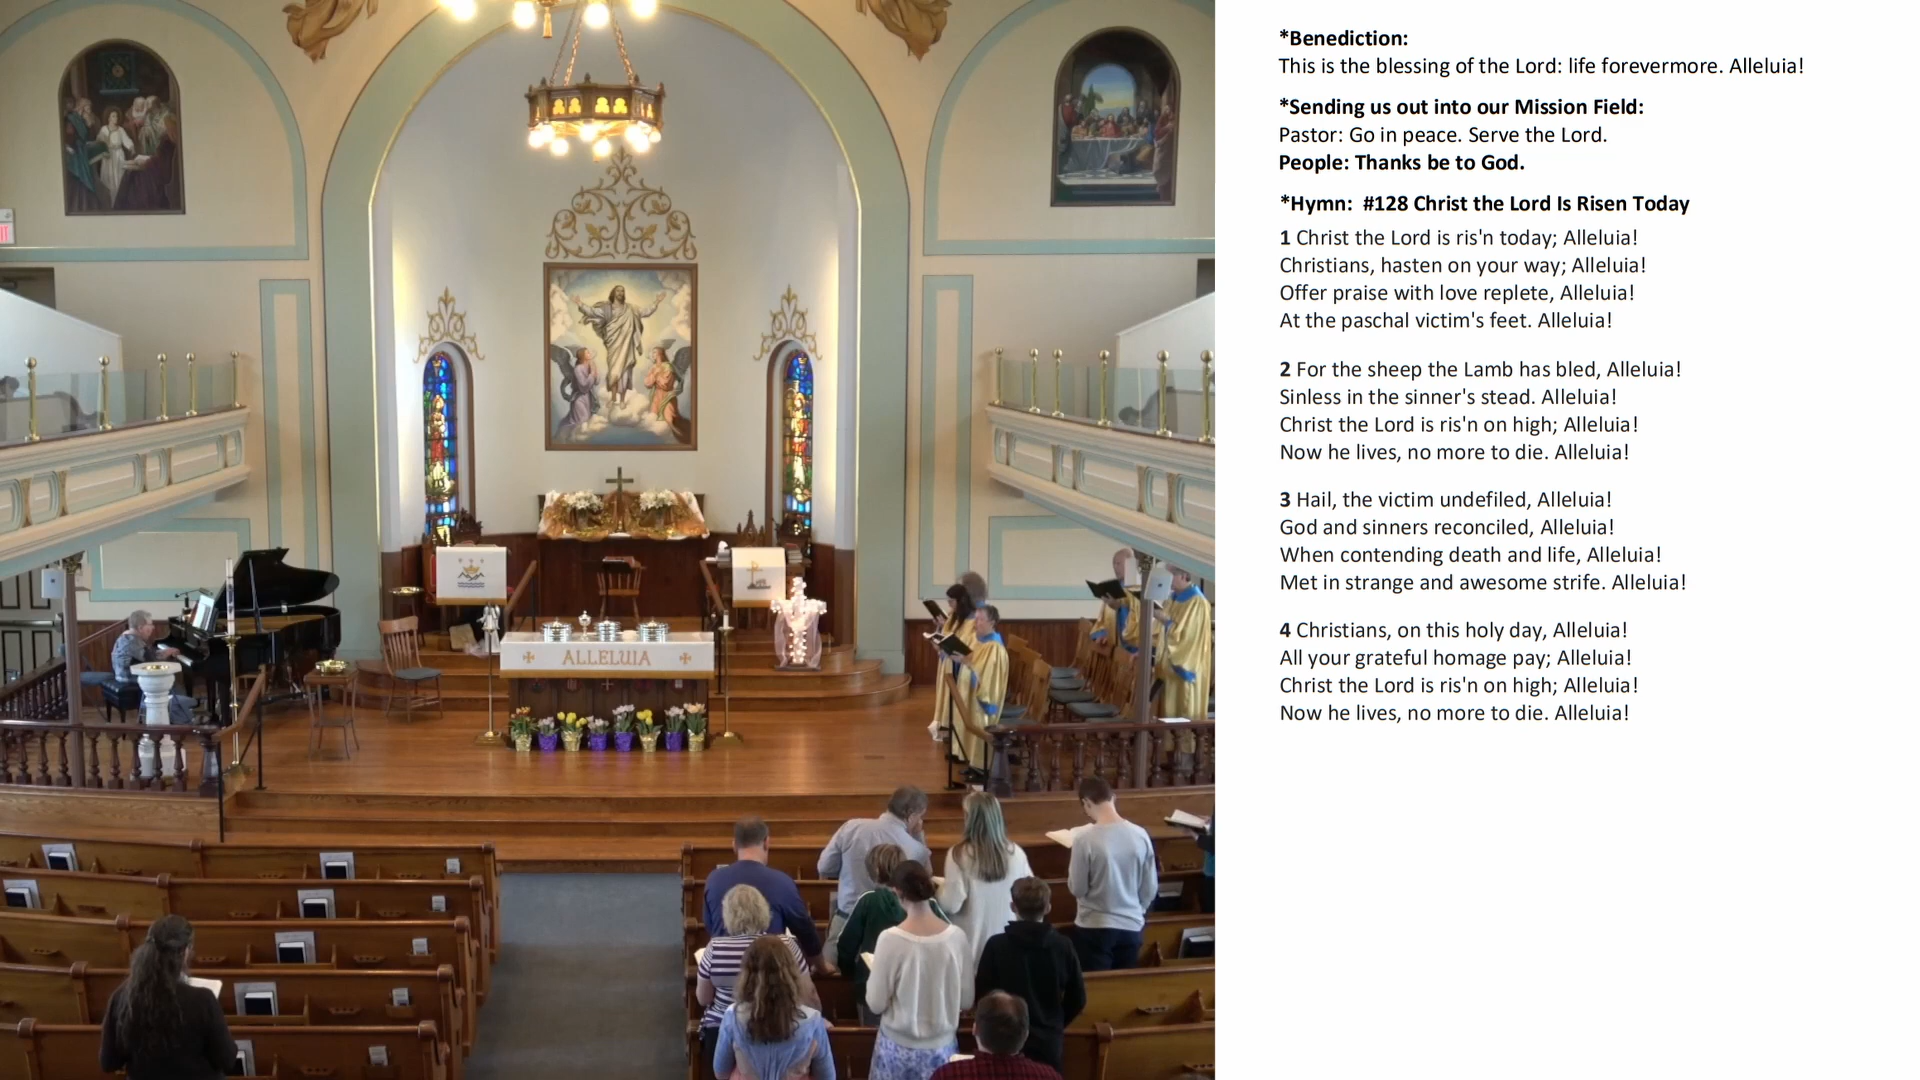 *Benediction:
This is the blessing of the Lord: life forevermore. Alleluia!
*Sending us out into our Mission Field:
Pastor: Go in peace. Serve the Lord.
People: Thanks be to God.
*Hymn:  #128 Christ the Lord Is Risen Today
1 Christ the Lord is ris'n today; Alleluia!
Christians, hasten on your way; Alleluia!
Offer praise with love replete, Alleluia!
At the paschal victim's feet. Alleluia!
2 For the sheep the Lamb has bled, Alleluia!
Sinless in the sinner's stead. Alleluia!
Christ the Lord is ris'n on high; Alleluia!
Now he lives, no more to die. Alleluia!
3 Hail, the victim undefiled, Alleluia!
God and sinners reconciled, Alleluia!
When contending death and life, Alleluia!
Met in strange and awesome strife. Alleluia!
4 Christians, on this holy day, Alleluia!
All your grateful homage pay; Alleluia!
Christ the Lord is ris'n on high; Alleluia!
Now he lives, no more to die. Alleluia!
ALLELUIA